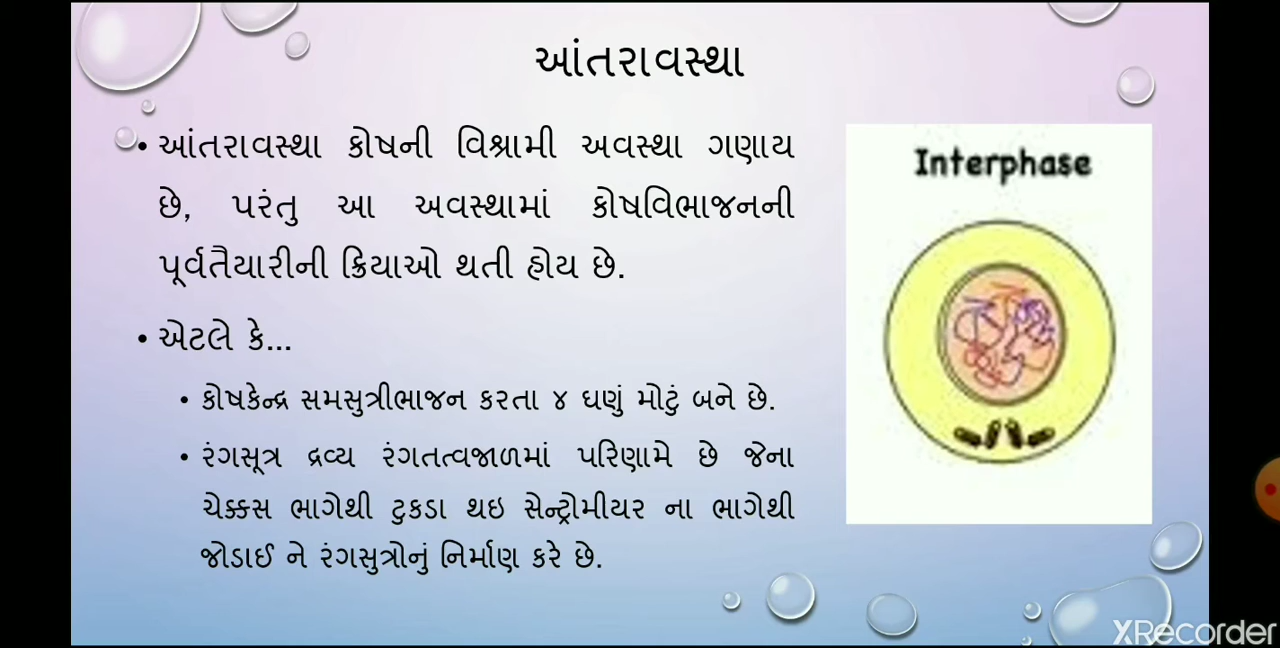 આંતરાવસ્થા
• આંતરાવસ્થા કોષની વિશ્રામી અવસ્થા ગણાય
છે, પરંતુ આ અવસ્થામાં કોષવિભાજનની
પૂર્વતૈયારીની ક્રિયાઓ થતી હોય છે.
• એટલે કે...
• કોષકેન્દ્ર સમસુત્રીભાજન કરતા ૪ ઘણું મોટું બને છે.
• રંગસૂત્ર દ્રવ્ય રંગતત્વજાળમાં પરિણામે છે જેના
ચેક્કસ ભાગેથી ટુકડા થઇ સેન્ટ્રોમીયર ના ભાગેથી
જોડાઈ ને રંગસુત્રોનું નિર્માણ કરે છે.
Interphase
XRecorder